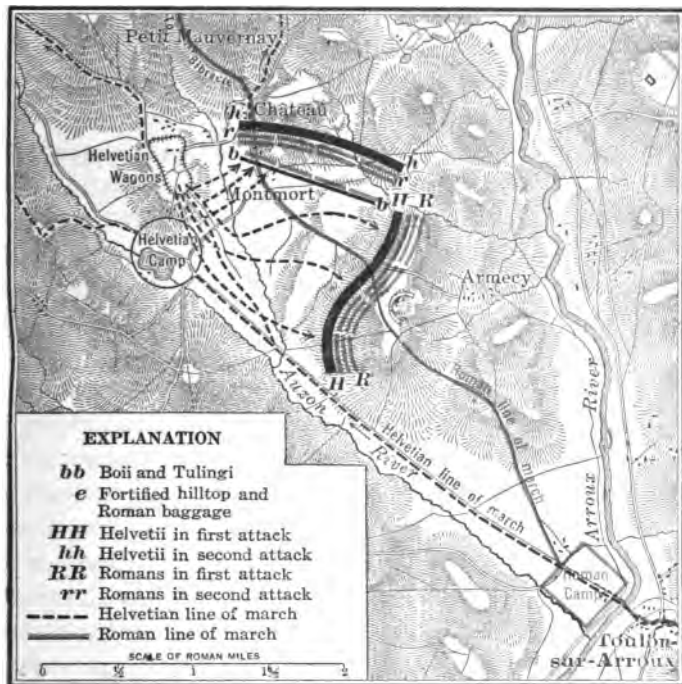 Petit Mauvernay
Bibracte
Château
h
r
b
h
r
b
H R
Helvetian
Wagons
Montmort
Helvetian
Camp
Armecy
H R
Auzon River
Roman line of march
Helvetian line of march
Arroux River
Roman
Camp
Toulon-
sur-Arroux
EXPLANATION
bb Boii and Tulingi
e Fortified hilltop and
Roman baggage
HH Helvetii in first attack
hh Helvetii in second attack
RR Romans in first attack
rr Romans in second attack
Helvetian line of march
Roman line of march
SCALE OF ROMAN MILES
0 ½ 1 1½ 2